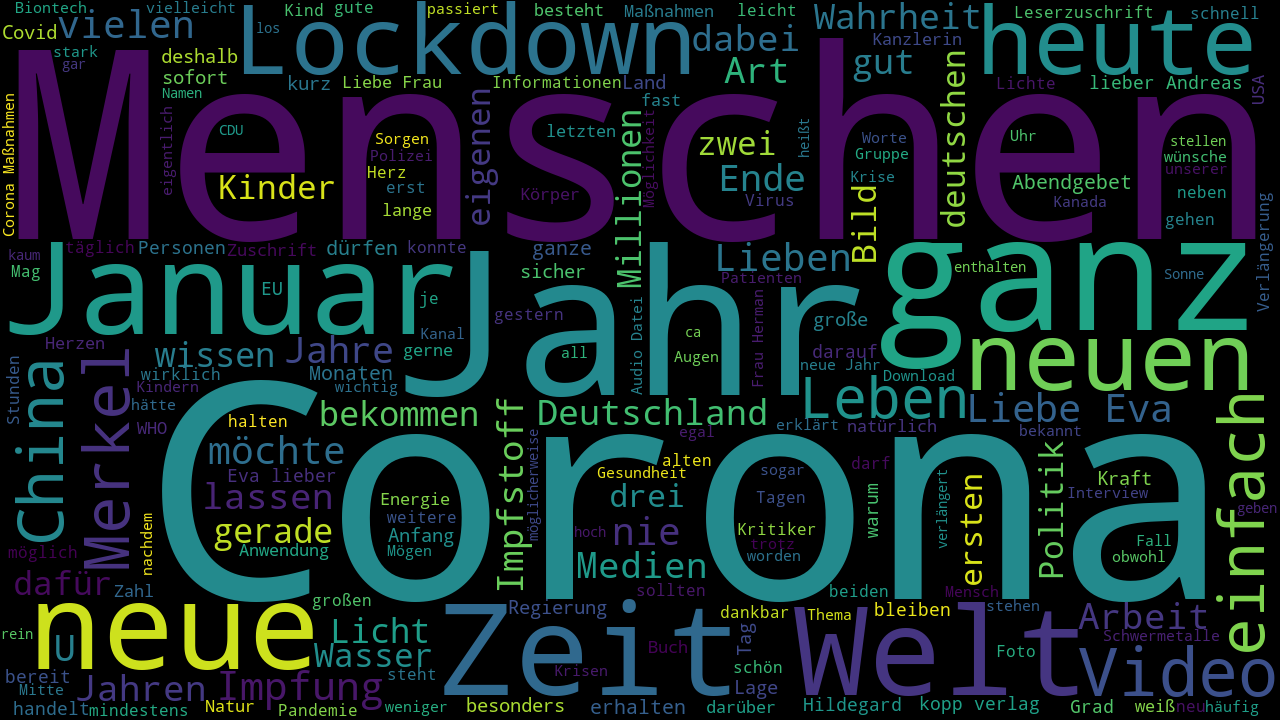 Biontech vielleicht Kind gute passiert besteht Maßnahmen leicht Wahrheit Leserzuschrift schnell
Covid vielen los Lockdown dabei Kanzlerin heute
stark gar deshalb sofort Namen kurz Liebe Frau Informationen Land Art gut Lichte lieber Andreas USA
Corona Maßnahmen Menschen
eigentlich CDU Sorgen Polizei Herz erst lange eigenen Körper letzten fast Möglichkeit zwei Ende Virus heißt Worte Gruppe Krise Bild deutschen Uhr Abendgebet Kanada stellen wünsche unserer neben gehen
Kinder Millionen Verlängerung
kaum täglich Personen Zuschrift dürfen konnte ganze Lieben enthalten Sonne
Mag EU je sicher Patienten
Januar Jahr ganz
Kanal gestern Audio Datei ca große
Herzen wissen Jahre gerne all Augen Frau Herman darauf neuen
wirklich Monaten neue Jahr Download
Stunden China Merkel Kindern wichtig Leben Liebe Eva
hätte WHO halten bekommen Impfstoff Deutschland erklärt natürlich bekannt einfach
möchte möglicherweise egal alten
Eva lieber Gesundheit sogar darf Kraft
lassen Energie drei Tagen warum verlängert ersten Politik Interview geben
Corona
gerade weitere Anfang nie Kritiker
nachdem Anwendung Mögen hoch trotz worden Fall obwohl
möglich Medien
dafür Zahl sollten beiden Mensch
neue großen Regierung dankbar Thema bleiben stehen Arbeit
rein U Licht Zeit Tag Welt Schwermetalle
Wasser Buch Foto
bereit steht Krisen schön Video
Mitte Jahren Impfung Lage
handelt mindestens Natur Pandemie weniger besonders erhalten darüber Hildegard kopp verlag Grad weiß neu häufig